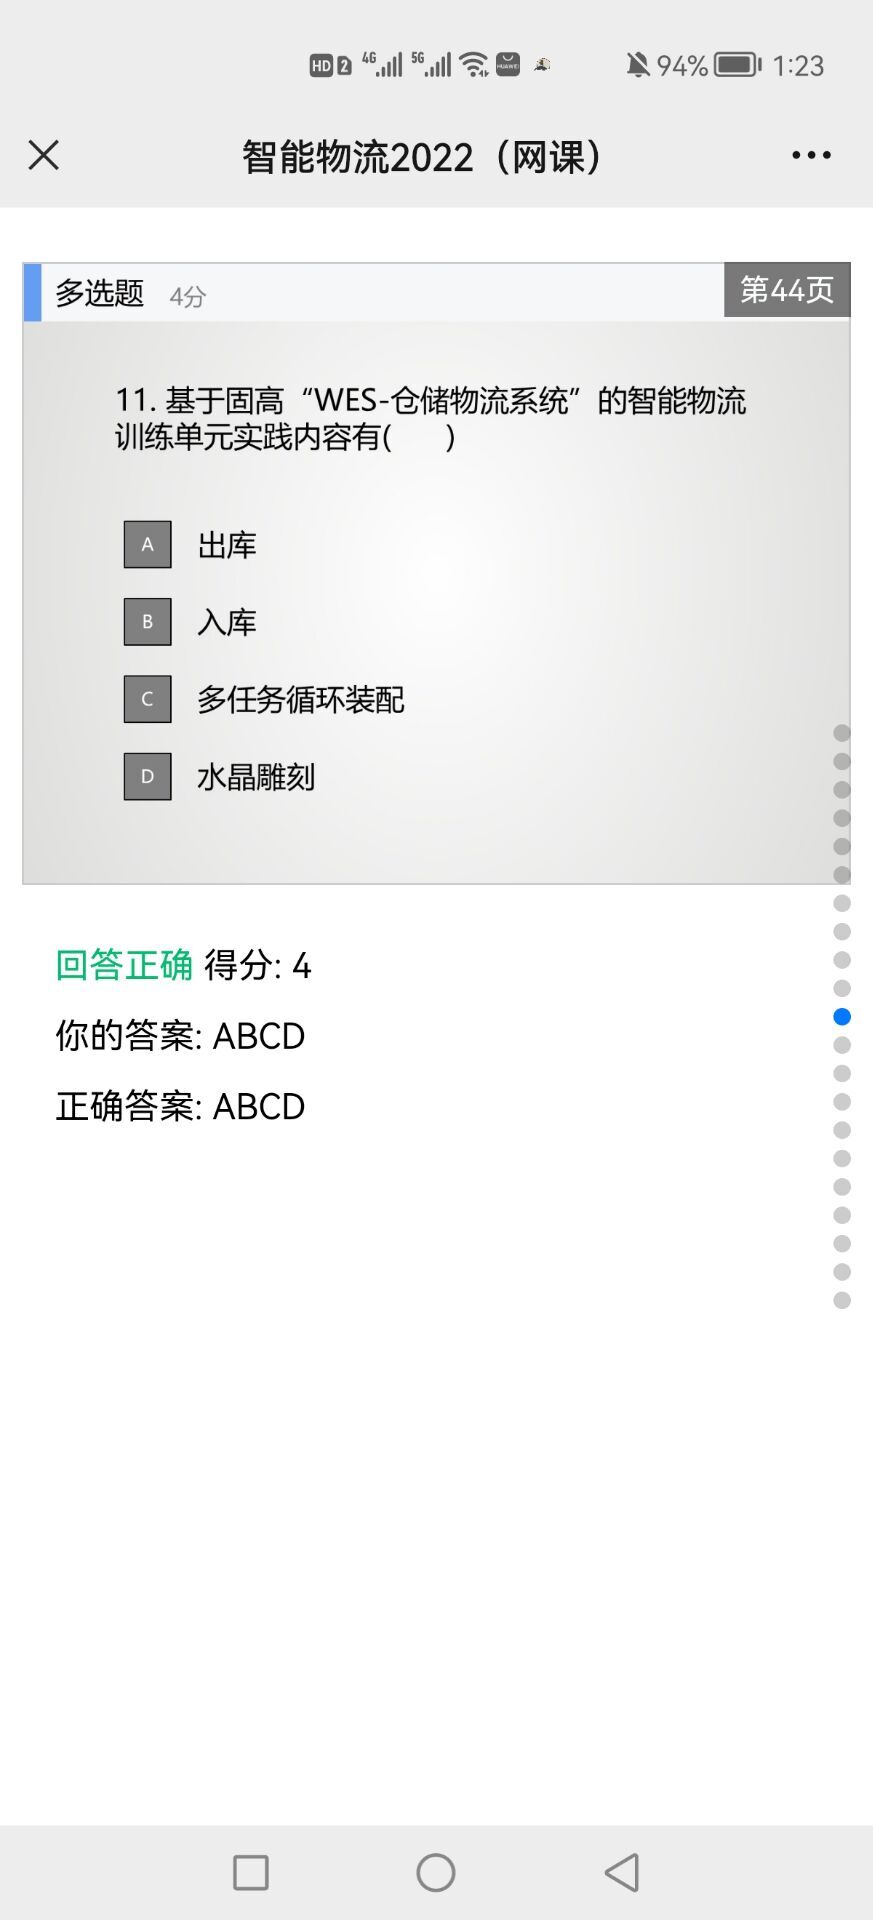 HD 2 4G 5G HUAWEI 94% 1:23
智能物流2022（网课）
多选题 4分 第44页
11. 基于固高“WES-仓储物流系统”的智能物流
训练单元实践内容有( )
A 出库
B 入库
C 多任务循环装配
D 水晶雕刻
回答正确 得分: 4
你的答案: ABCD
正确答案: ABCD